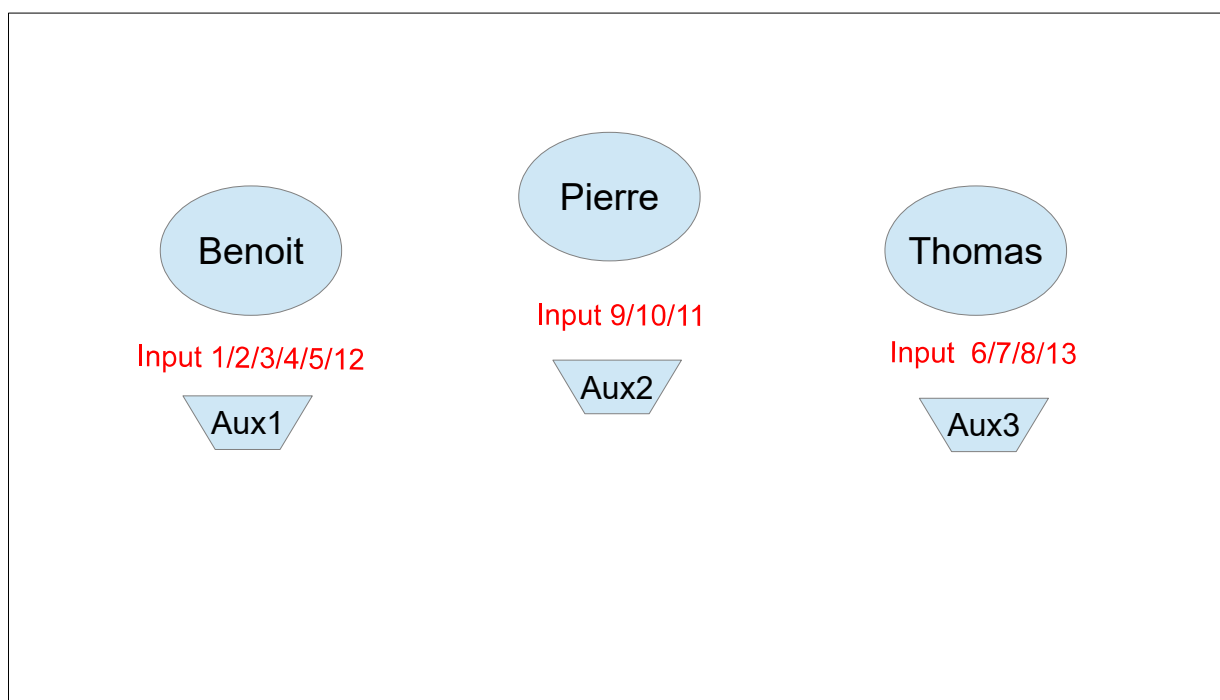 Benoit
Pierre
Thomas
Input 1/2/3/4/5/12
Input 9/10/11
Input  6/7/8/13
Aux1
Aux2
Aux3